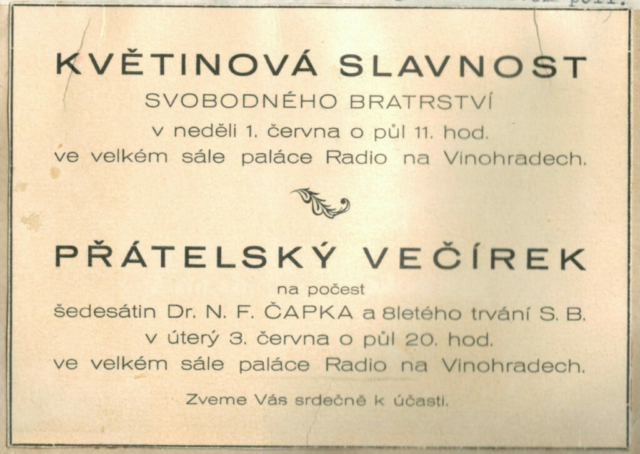 KVĚTINOVÁ SLAVNOST
SVOBODNÉHO BRATRSTVÍ
v neděli 1. června o půl 11. hod.
ve velkém sále paláce Radio na Vinohradech.
PŘÁTELSKÝ VEČÍREK
na počest
šedesátin Dr. N. F. ČAPKA a 8letého trvání S. B.
v úterý 3. června o půl 20. hod.
ve velkém sále paláce Radio na Vinohradech.
Zveme Vás srdečně k účasti.